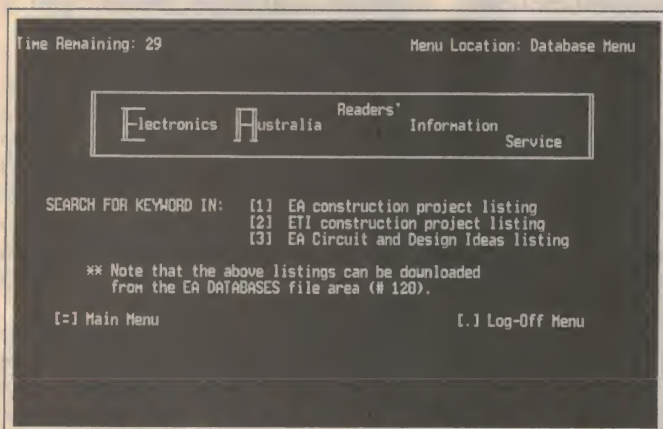 Time Remaining: 29 Menu Location: Database Menu
Electronics Australia Readers' Information Service
SEARCH FOR KEYWORD IN: [1] EA construction project listing
[2] ETI construction project listing
[3] EA Circuit and Design Ideas listing
** Note that the above listings can be downloaded
from the EA DATABASES file area (# 120).
[=] Main Menu [.] Log-Off Menu